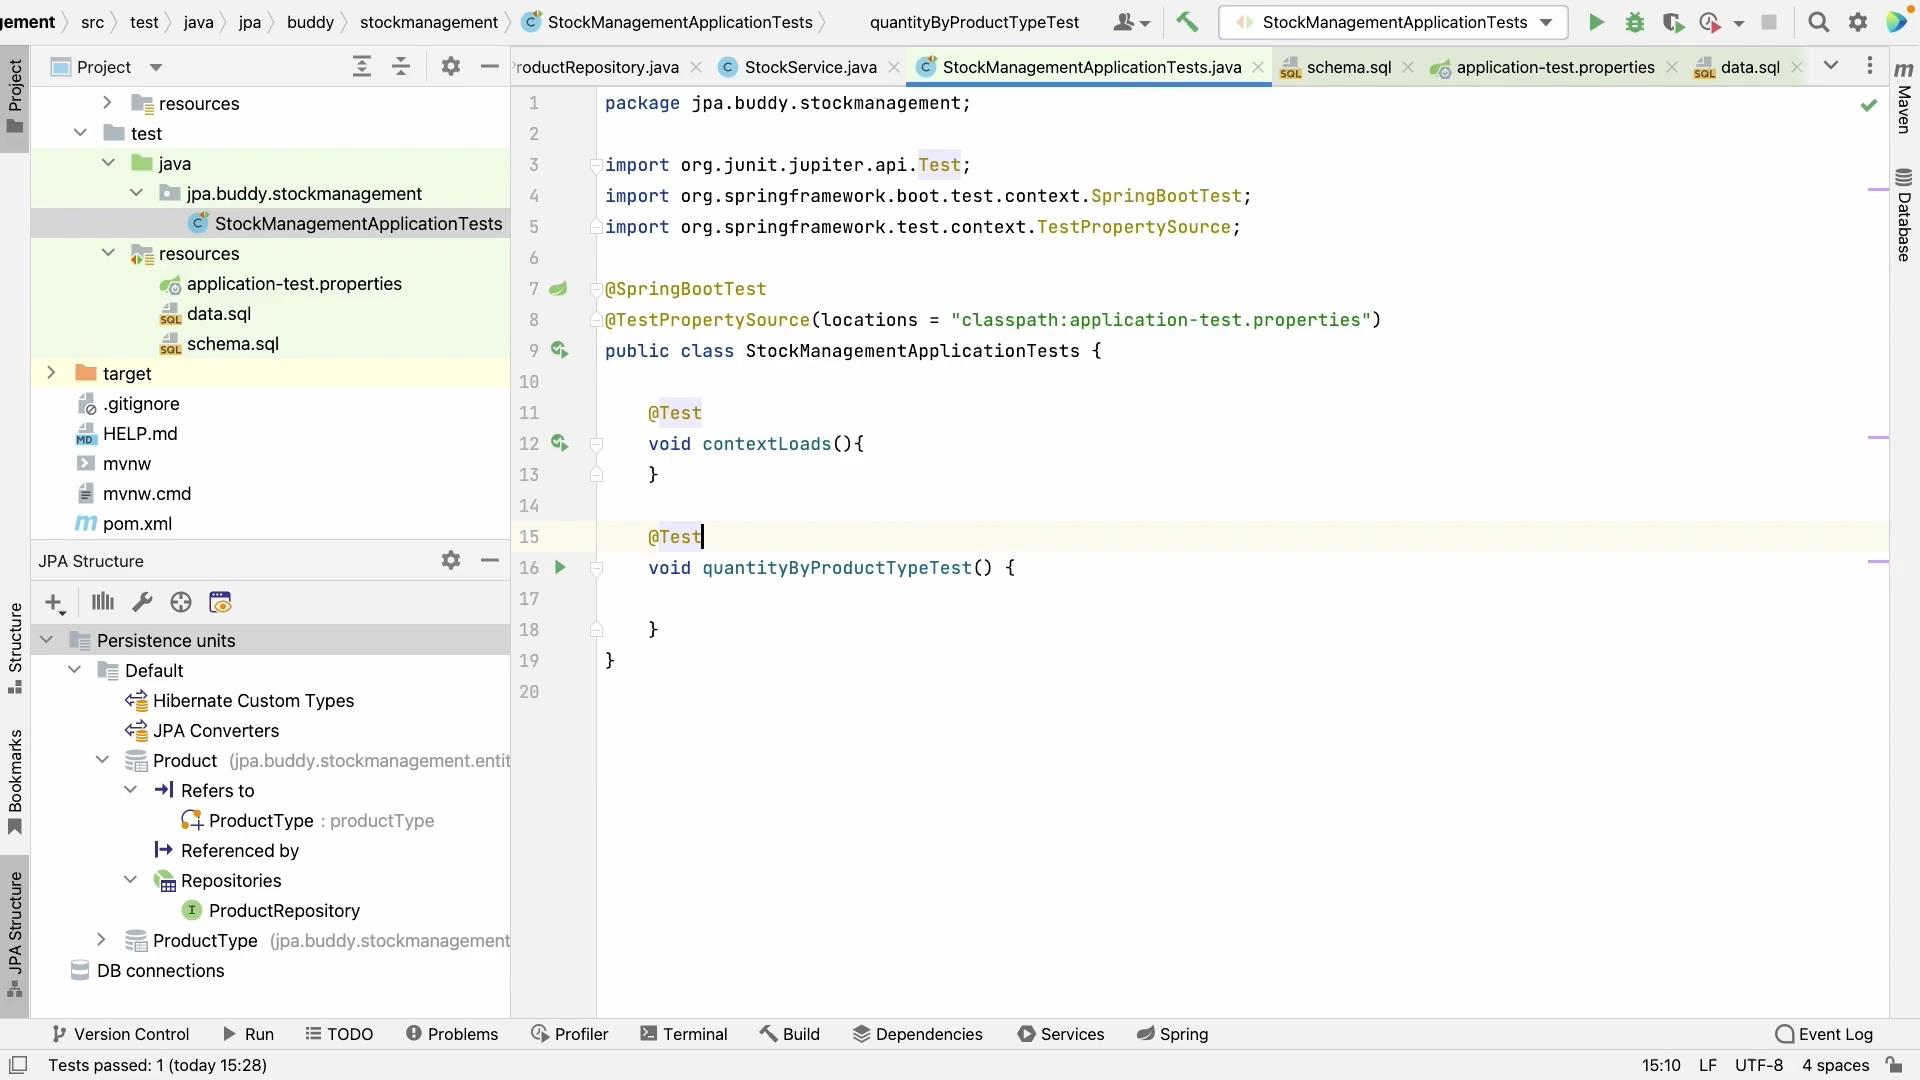 gement src test java jpa buddy stockmanagement StockManagementApplicationTests quantityByProductTypeTest StockManagementApplicationTests
Project
roductRepository.java StockService.java StockManagementApplicationTests.java schema.sql application-test.properties data.sql
Project
Structure
Bookmarks
JPA Structure
resources
test
java
jpa.buddy.stockmanagement
StockManagementApplicationTests
resources
application-test.properties
data.sql
schema.sql
target
.gitignore
HELP.md
mvnw
mvnw.cmd
pom.xml
JPA Structure
Persistence units
Default
Hibernate Custom Types
JPA Converters
Product (jpa.buddy.stockmanagement.entit
Refers to
ProductType : productType
Referenced by
Repositories
ProductRepository
ProductType (jpa.buddy.stockmanagement
DB connections
1 package jpa.buddy.stockmanagement;
2
3 import org.junit.jupiter.api.Test;
4 import org.springframework.boot.test.context.SpringBootTest;
5 import org.springframework.test.context.TestPropertySource;
6
7 @SpringBootTest
8 @TestPropertySource(locations = "classpath:application-test.properties")
9 public class StockManagementApplicationTests {
10
11 @Test
12 void contextLoads(){
13 }
14
15 @Test
16 void quantityByProductTypeTest() {
17
18 }
19 }
20
m Maven
Database
Version Control Run TODO Problems Profiler Terminal Build Dependencies Services Spring Event Log
Tests passed: 1 (today 15:28) 15:10 LF UTF-8 4 spaces